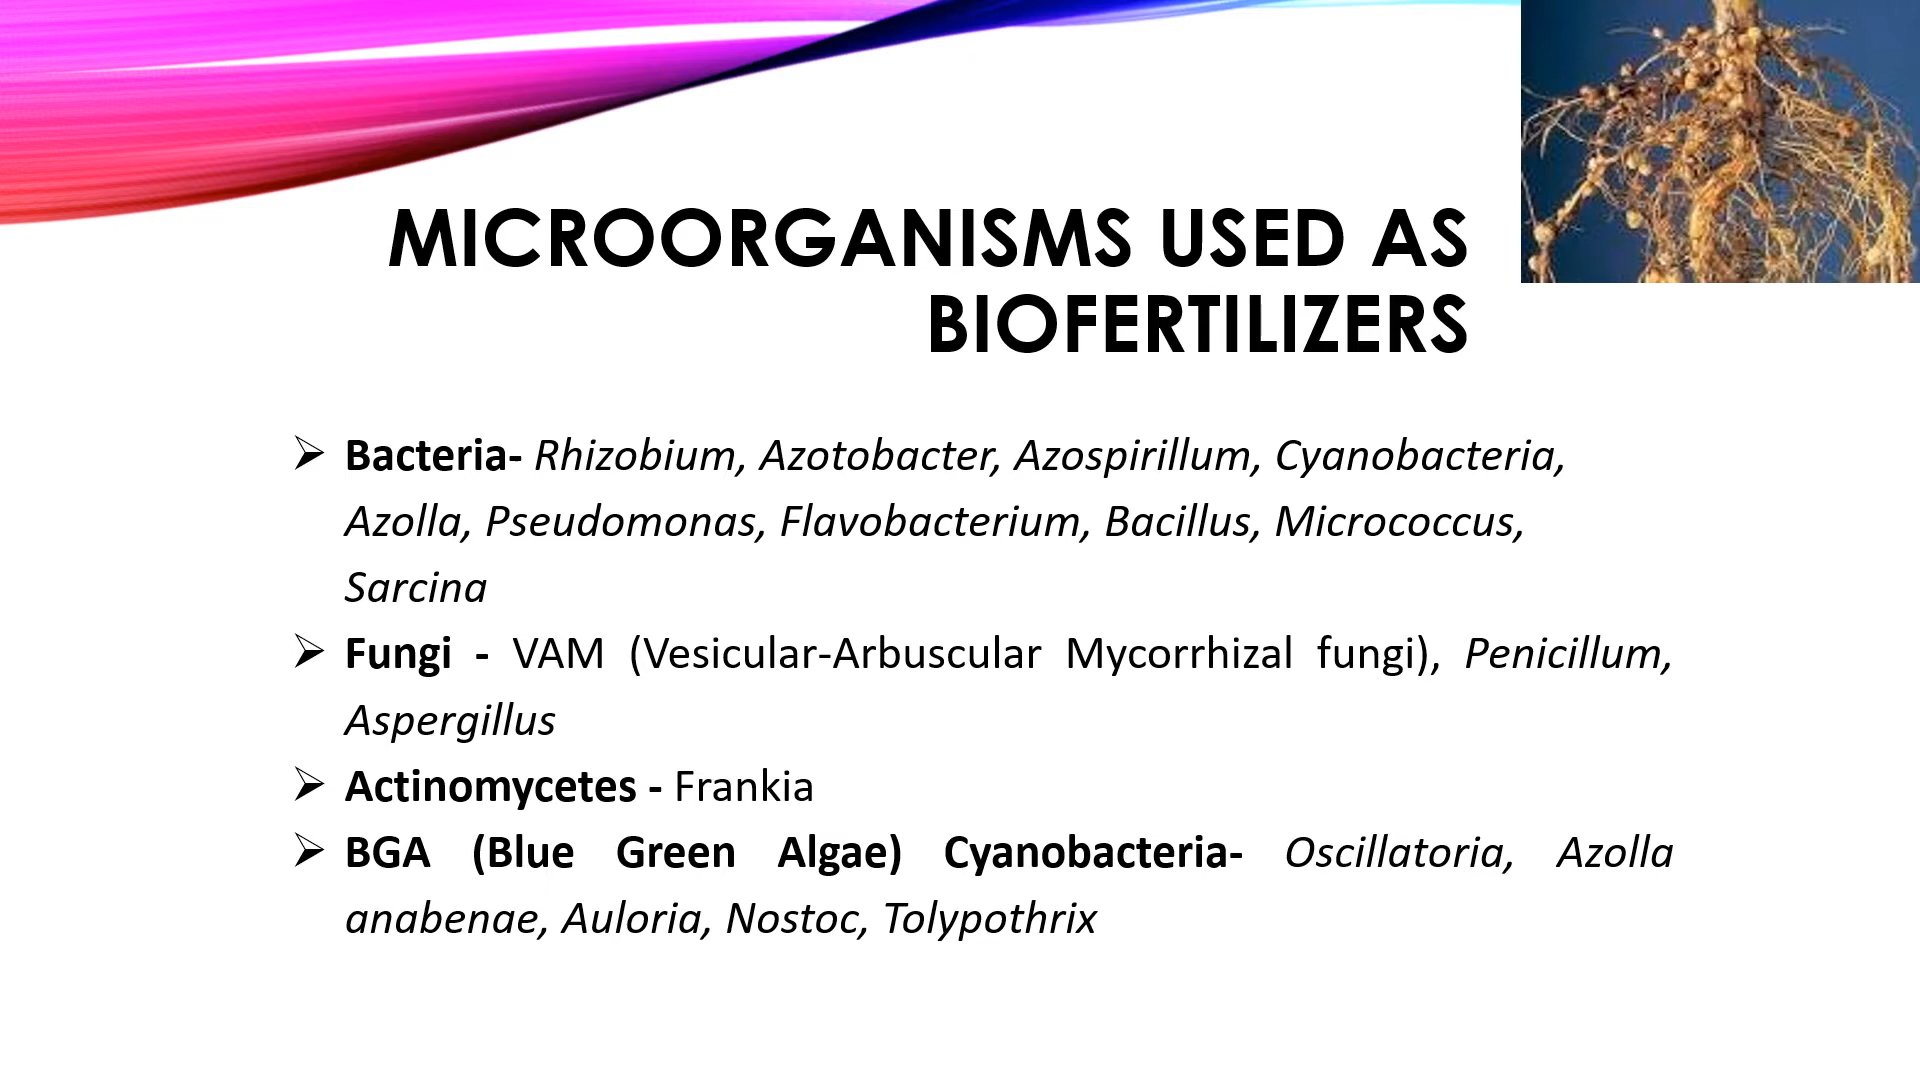 MICROORGANISMS USED AS
BIOFERTILIZERS
➢ Bacteria- Rhizobium, Azotobacter, Azospirillum, Cyanobacteria,
Azolla, Pseudomonas, Flavobacterium, Bacillus, Micrococcus,
Sarcina
➢ Fungi - VAM (Vesicular-Arbuscular Mycorrhizal fungi), Penicillum,
Aspergillus
➢ Actinomycetes - Frankia
➢ BGA (Blue Green Algae) Cyanobacteria- Oscillatoria, Azolla
anabenae, Auloria, Nostoc, Tolypothrix